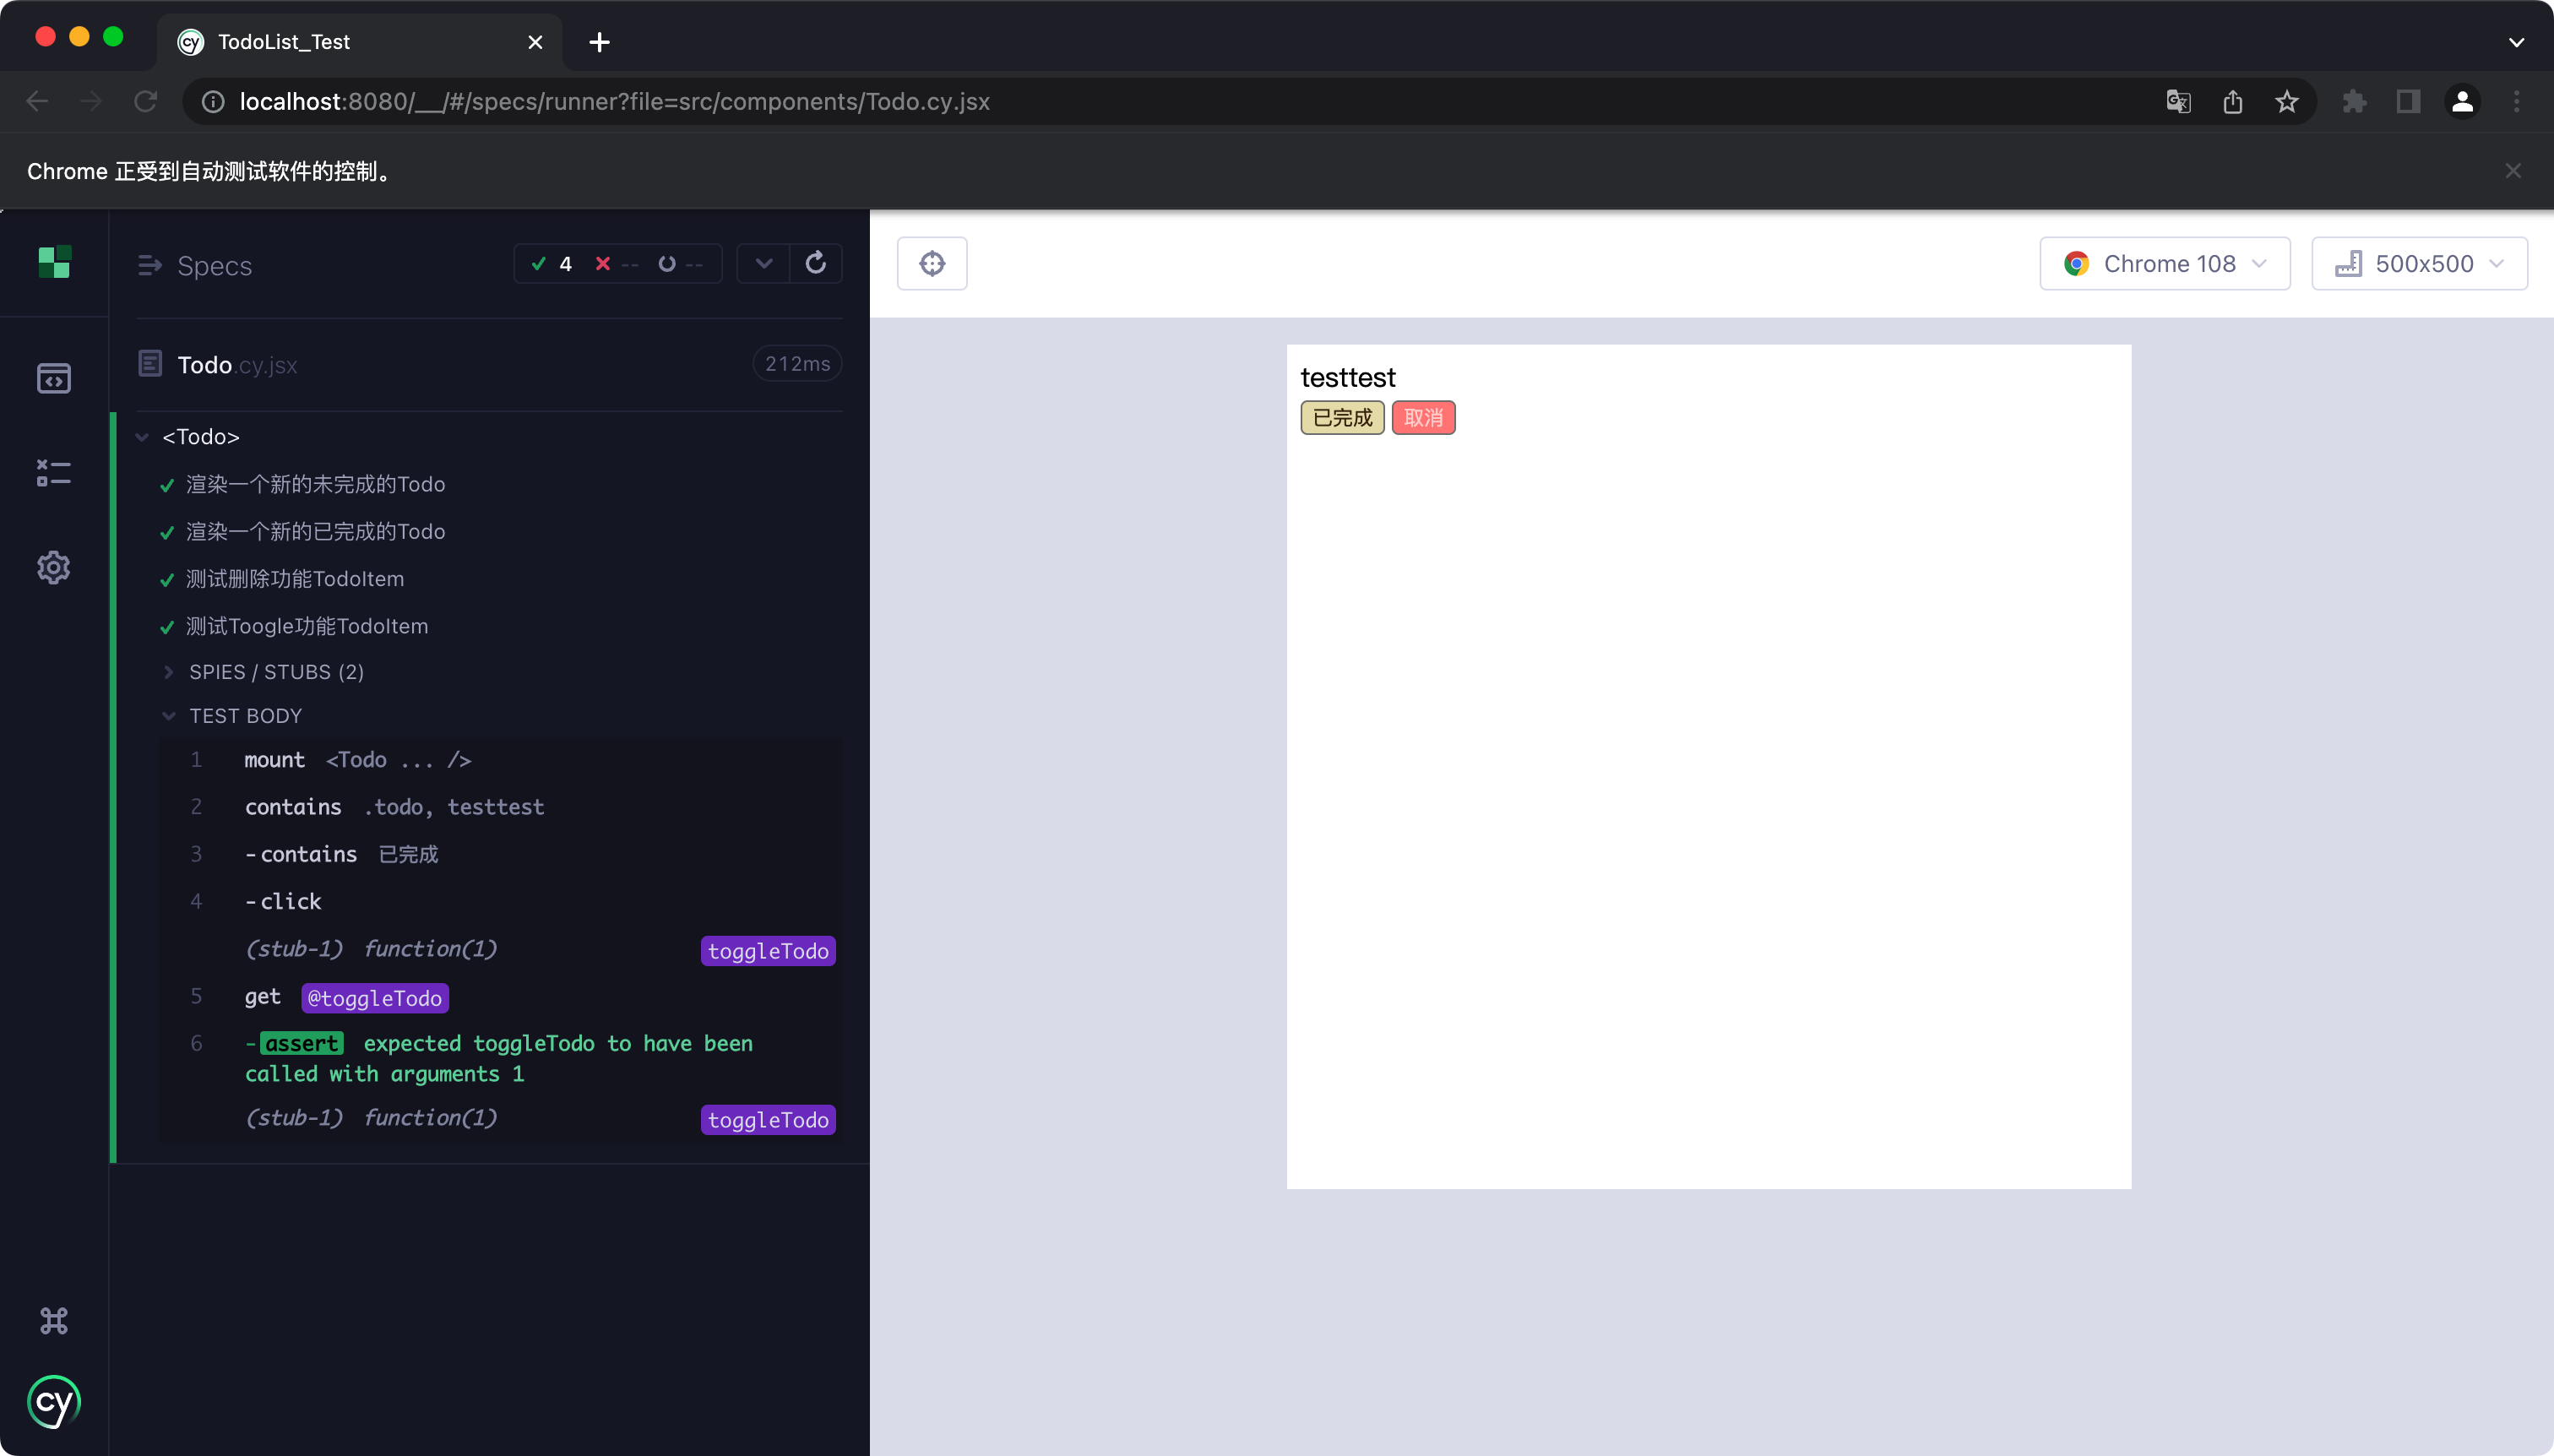 TodoList_Test
localhost:8080/__/#/specs/runner?file=src/components/Todo.cy.jsx
Chrome 正受到自动测试软件的控制。
Specs
4 -- --
Chrome 108
500x500
Todo.cy.jsx
212ms
<Todo>
渲染一个新的未完成的Todo
渲染一个新的已完成的Todo
测试删除功能TodoItem
测试Toogle功能TodoItem
SPIES / STUBS (2)
TEST BODY
1 mount <Todo ... />
2 contains .todo, testtest
3 -contains 已完成
4 -click
(stub-1) function(1) toggleTodo
5 get @toggleTodo
6 -assert expected toggleTodo to have been
called with arguments 1
(stub-1) function(1) toggleTodo
cy
testtest
已完成 取消